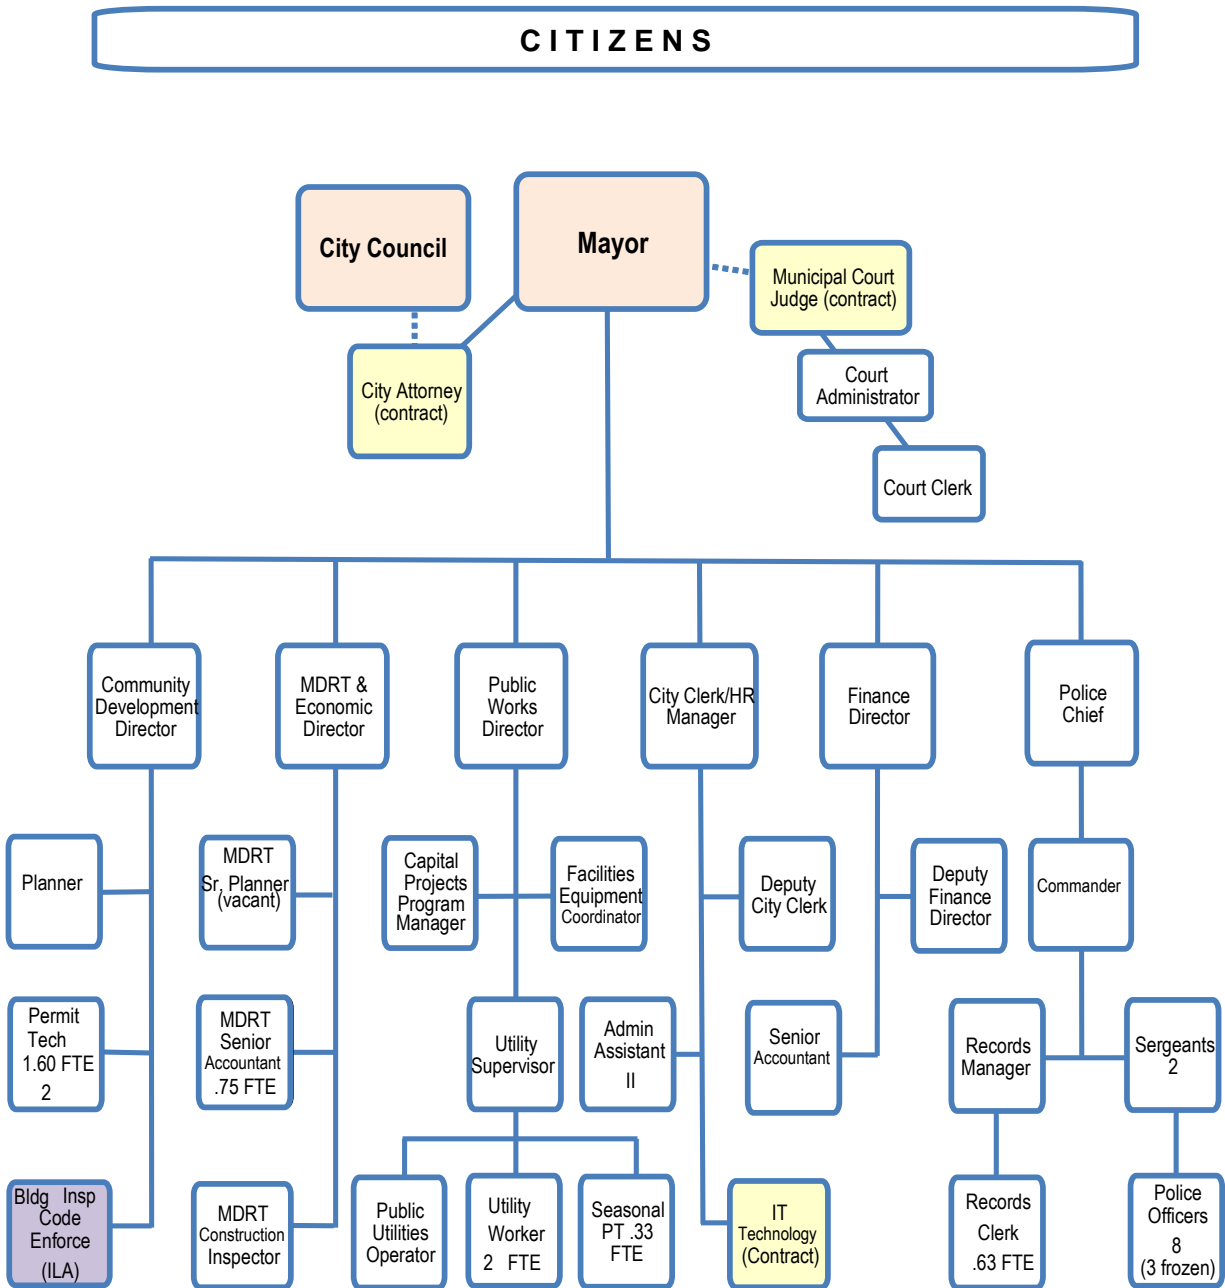 CITIZENS
City Council
Mayor
Municipal Court
Judge (contract)
City Attorney
(contract)
Court
Administrator
Court Clerk
Community
Development
Director
MDRT &
Economic
Director
Public
Works
Director
City Clerk/HR
Manager
Finance
Director
Police
Chief
Planner
MDRT
Sr. Planner
(vacant)
Capital
Projects
Program
Manager
Facilities
Equipment
Coordinator
Deputy
City Clerk
Deputy
Finance
Director
Commander
Permit
Tech
1.60 FTE
2
MDRT
Senior
Accountant
.75 FTE
Utility
Supervisor
Admin
Assistant
II
Senior
Accountant
Records
Manager
Sergeants
2
Bldg Insp
Code
Enforce
(ILA)
MDRT
Construction
Inspector
Public
Utilities
Operator
Utility
Worker
2 FTE
Seasonal
PT .33
FTE
IT
Technology
(Contract)
Records
Clerk
.63 FTE
Police
Officers
8
(3 frozen)